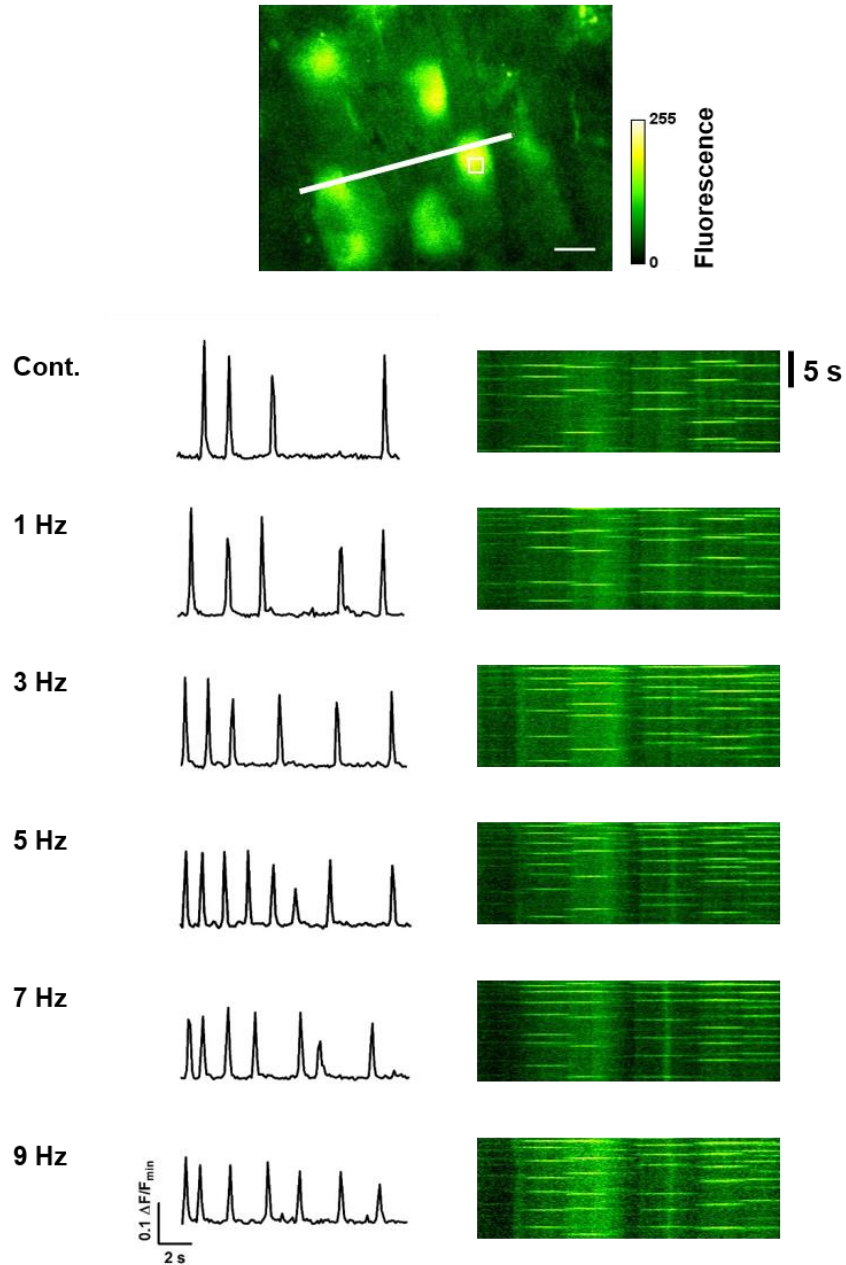 255
Fluorescence
0
Cont.
5 s
1 Hz
3 Hz
5 Hz
7 Hz
9 Hz
0.1 ΔF/Fmin
2 s